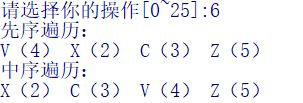 请选择你的操作[0~25]:6
先序遍历:
V（4） X（2） C（3） Z（5）
中序遍历:
X（2） C（3） V（4） Z（5）